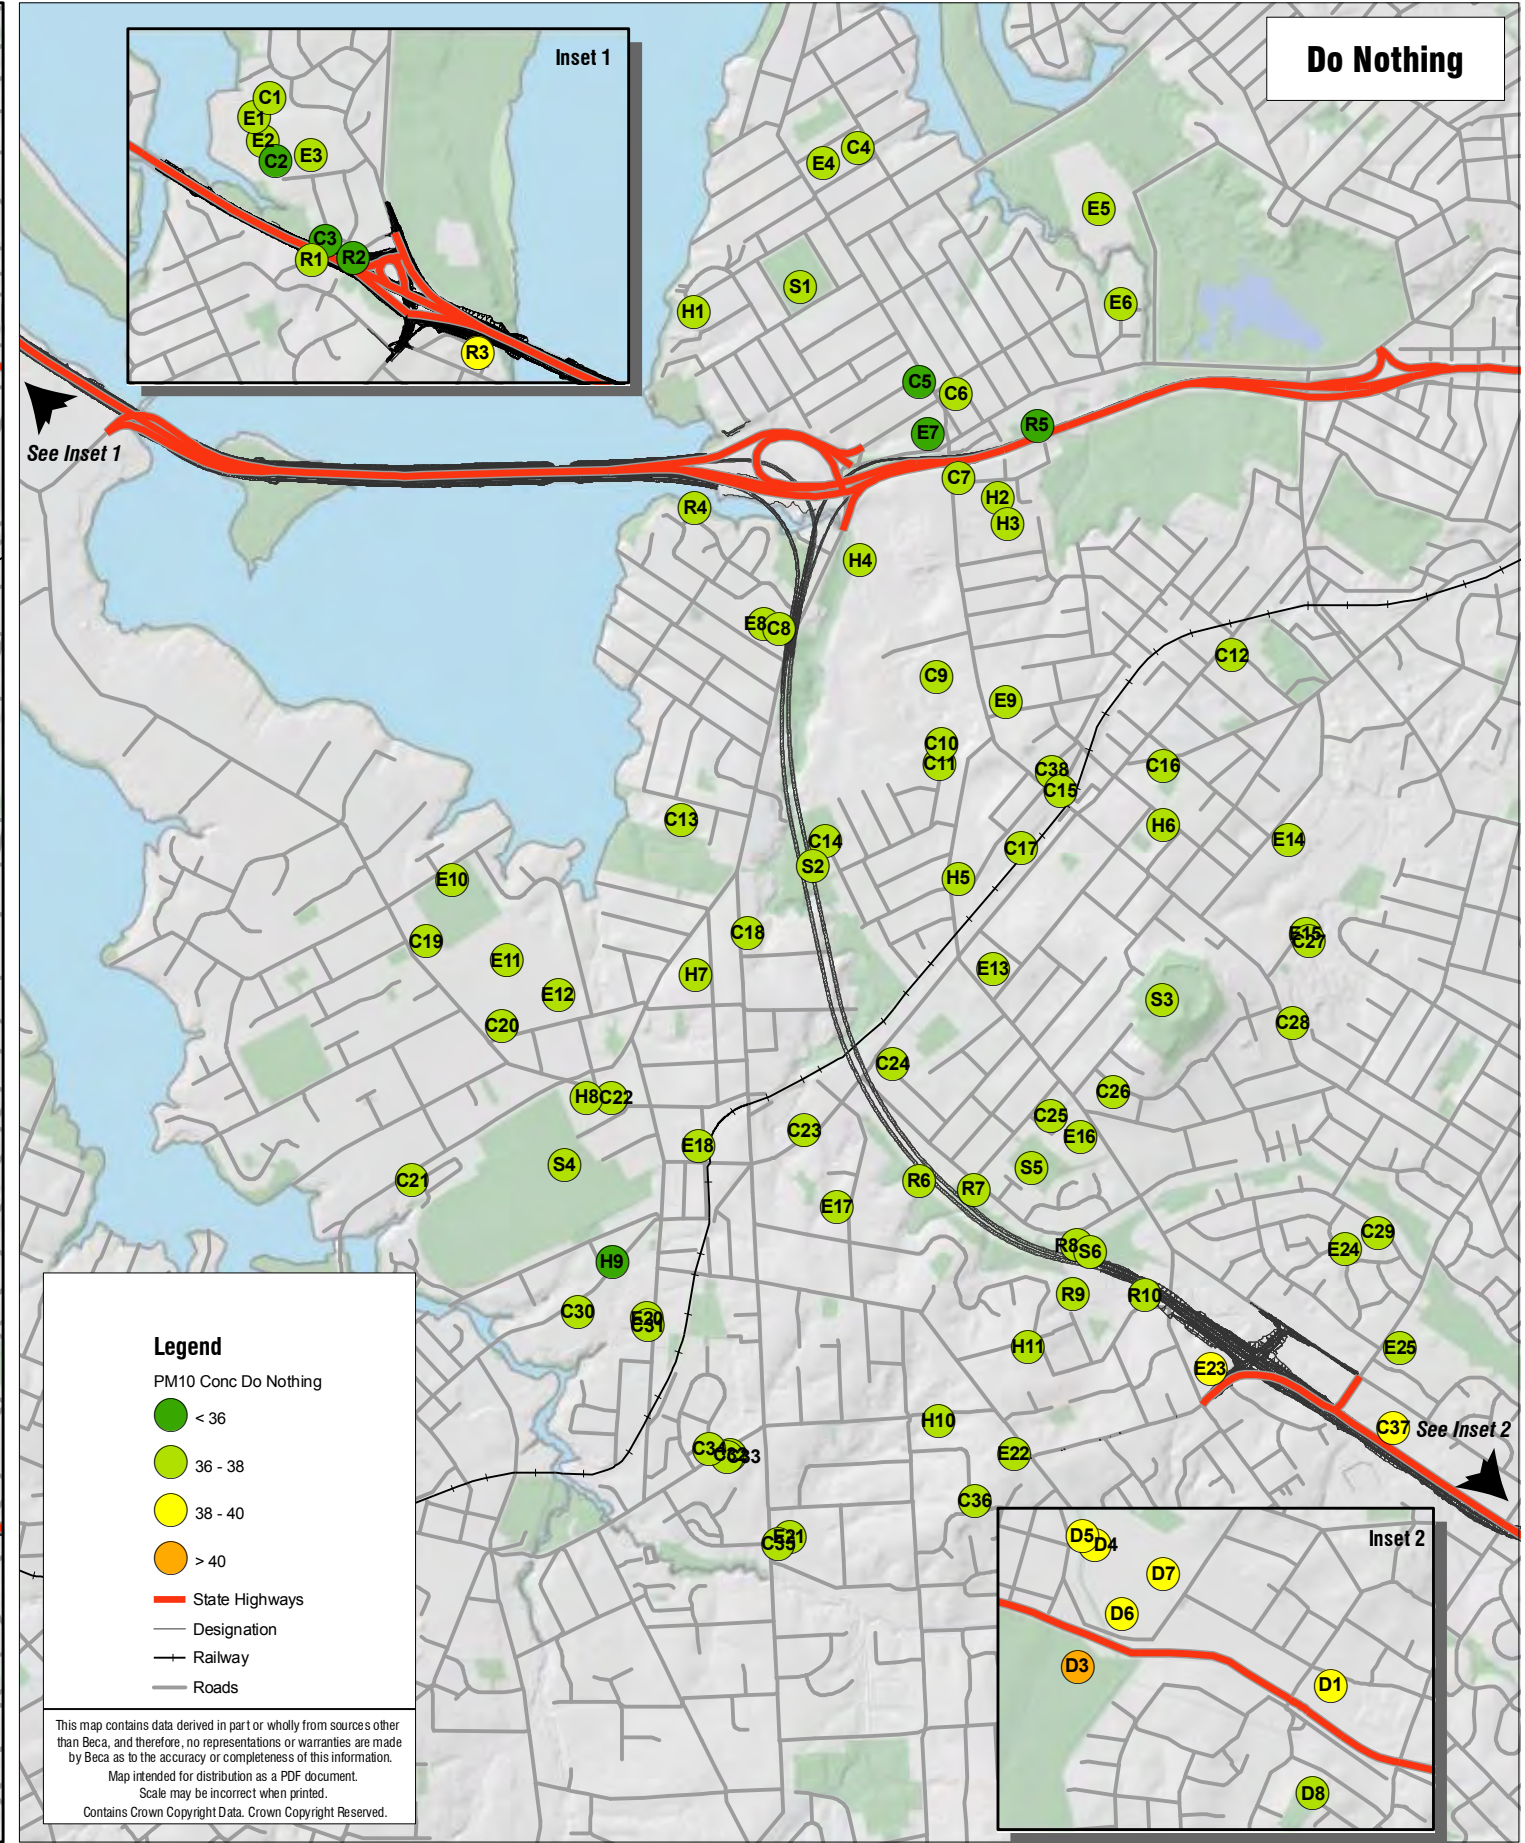 Do Nothing
Inset 1
C1
E1
E2
C2
E3
C3
R1
R2
R3
See Inset 1
C4
E4
E5
S1
H1
E6
C5
C6
E7
R5
C7
H2
H3
R4
H4
E8
C8
C12
C9
E9
C10
C11
C38
C15
C16
C13
C14
S2
C17
H6
E14
H5
E10
C19
C18
E11
E12
C20
H7
E13
E15
C27
S3
C28
C24
H8
C22
C26
C25
E16
C23
E18
S4
C21
S5
R6
R7
E17
R8
S6
C29
E24
H9
R9
R10
C30
E20
C31
H11
E25
E23
H10
C37
See Inset 2
E22
C34
C33
C36
E21
C35
Legend
PM10 Conc Do Nothing
< 36
36 - 38
38 - 40
> 40
State Highways
Designation
Railway
Roads
This map contains data derived in part or wholly from sources other
than Beca, and therefore, no representations or warranties are made
by Beca as to the accuracy or completeness of this information.
Map intended for distribution as a PDF document.
Scale may be incorrect when printed.
Contains Crown Copyright Data. Crown Copyright Reserved.
Inset 2
D5
D4
D7
D6
D3
D1
D8